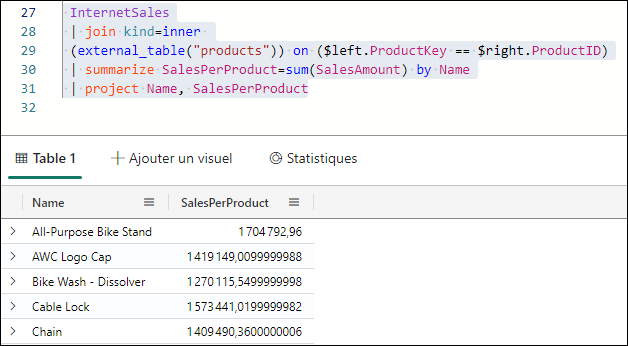 27 InternetSales
28 | join kind=inner
29 (external_table("products")) on ($left.ProductKey == $right.ProductID)
30 | summarize SalesPerProduct=sum(SalesAmount) by Name
31 | project Name, SalesPerProduct
32
Table 1 Ajouter un visuel Statistiques
Name SalesPerProduct
All-Purpose Bike Stand 1 704 792,96
AWC Logo Cap 1 419 149,0099999988
Bike Wash - Dissolver 1 270 115,5499999998
Cable Lock 1 573 441,0199999982
Chain 1 409 490,3600000006